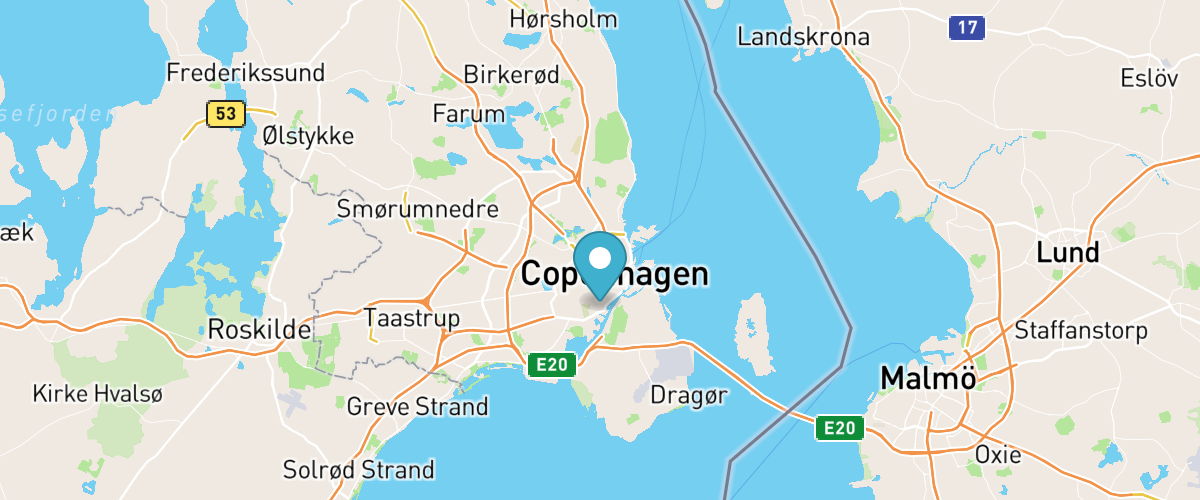 Hørsholm
17
Landskrona
Frederikssund
Birkerød
Eslöv
sefjorden
53
Farum
Ølstykke
Smørumnedre
æk
Lund
Copenhagen
Roskilde
Taastrup
Staffanstorp
E20
Malmö
Kirke Hvalsø
Dragør
Greve Strand
E20
Oxie
Solrød Strand